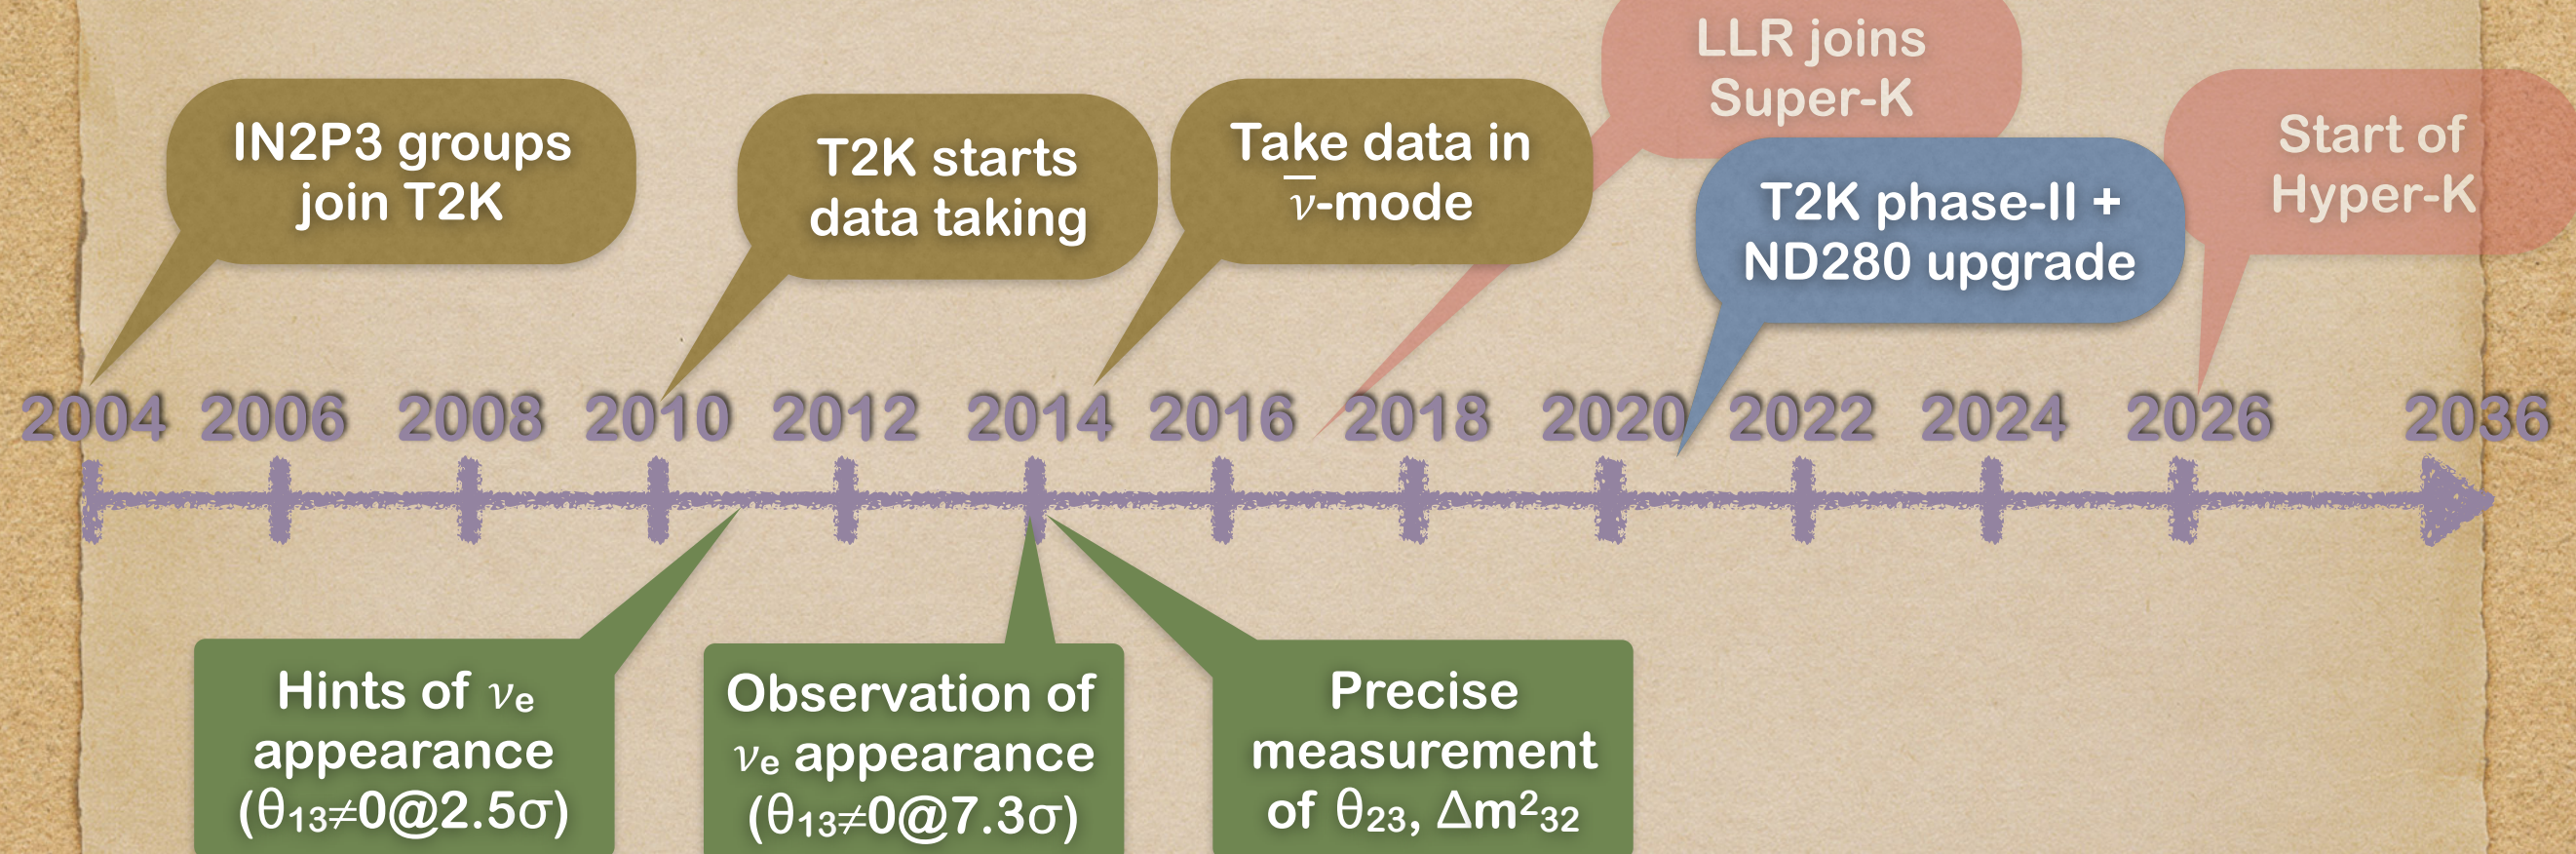 LLR joins
Super-K
IN2P3 groups
join T2K
T2K starts
data taking
Take data in
ν̅-mode
T2K phase-II +
ND280 upgrade
Start of
Hyper-K
2004 2006 2008 2010 2012 2014 2016 2018 2020 2022 2024 2026 2036
Hints of νe
appearance
(θ13≠0@2.5σ)
Observation of
νe appearance
(θ13≠0@7.3σ)
Precise
measurement
of θ23, Δm²32